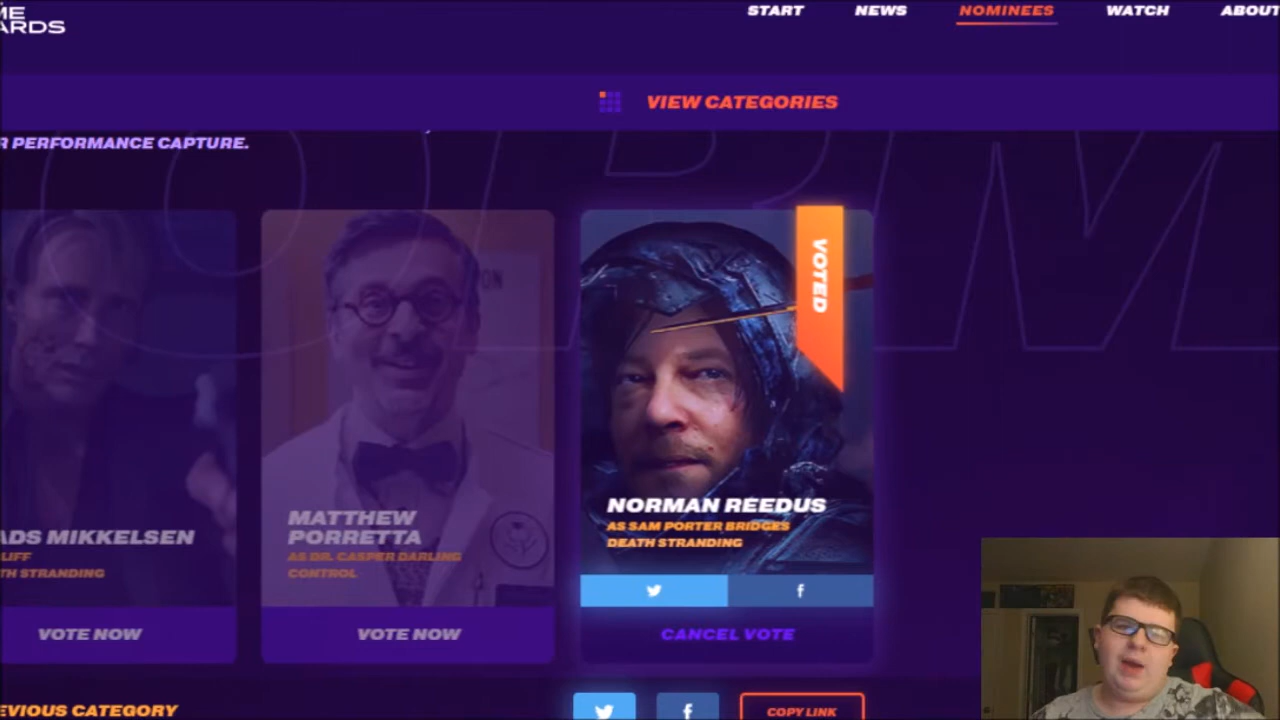 ME
ARDS
START
NEWS
NOMINEES
WATCH
ABOUT
VIEW CATEGORIES
R PERFORMANCE CAPTURE.
VOTED
ADS MIKKELSEN
LIFF
TH STRANDING
VOTE NOW
MATTHEW
PORRETTA
AS DR. CASPER DARLING
CONTROL
VOTE NOW
NORMAN REEDUS
AS SAM PORTER BRIDGES
DEATH STRANDING
CANCEL VOTE
EVIOUS CATEGORY
COPY LINK